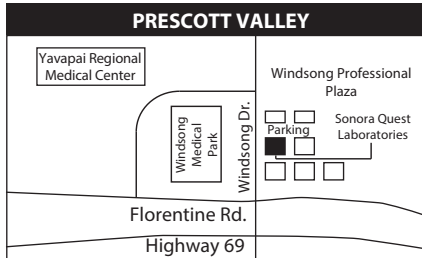 PRESCOTT VALLEY
Yavapai Regional
Medical Center
Windsong Professional
Plaza
Sonora Quest
Laboratories
Parking
Windsong
Medical
Park
Windsong Dr.
Florentine Rd.
Highway 69